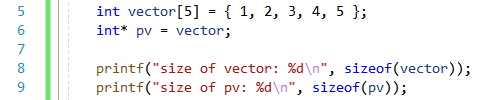 5 int vector[5] = { 1, 2, 3, 4, 5 };
6 int* pv = vector;
7
8 printf("size of vector: %d\n", sizeof(vector));
9 printf("size of pv: %d\n", sizeof(pv));